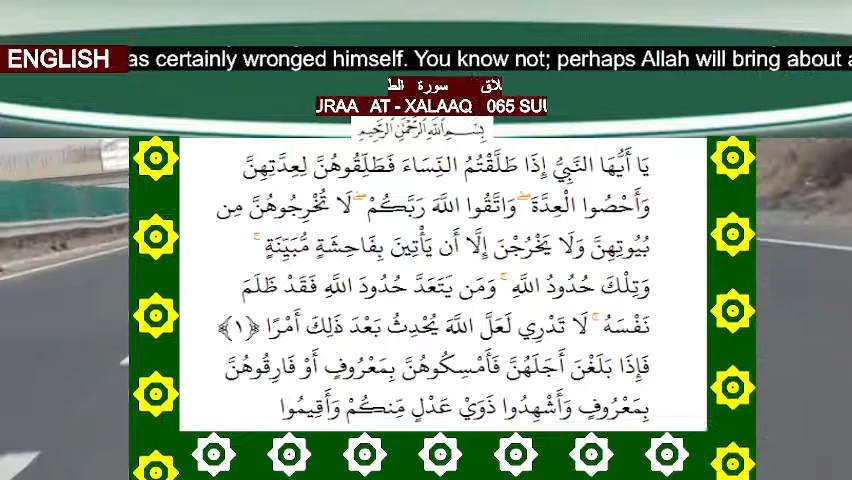 ENGLISH as certainly wronged himself. You know not; perhaps Allah will bring about a
سورة الطلاق
URAA AT - XALAAQ 065 SUU
بِسْمِ اللَّهِ الرَّحْمَٰنِ الرَّحِيمِ
يَا أَيُّهَا النَّبِيُّ إِذَا طَلَّقْتُمُ النِّسَاءَ فَطَلِّقُوهُنَّ لِعِدَّتِهِنَّ
وَأَحْصُوا الْعِدَّةَ ۖ وَاتَّقُوا اللَّهَ رَبَّكُمْ ۖ لَا تُخْرِجُوهُنَّ مِن
بُيُوتِهِنَّ وَلَا يَخْرُجْنَ إِلَّا أَن يَأْتِينَ بِفَاحِشَةٍ مُّبَيِّنَةٍ ۚ
وَتِلْكَ حُدُودُ اللَّهِ ۚ وَمَن يَتَعَدَّ حُدُودَ اللَّهِ فَقَدْ ظَلَمَ
نَفْسَهُ ۚ لَا تَدْرِي لَعَلَّ اللَّهَ يُحْدِثُ بَعْدَ ذَٰلِكَ أَمْرًا ﴿١﴾
فَإِذَا بَلَغْنَ أَجَلَهُنَّ فَأَمْسِكُوهُنَّ بِمَعْرُوفٍ أَوْ فَارِقُوهُنَّ
بِمَعْرُوفٍ وَأَشْهِدُوا ذَوَيْ عَدْلٍ مِّنكُمْ وَأَقِيمُوا